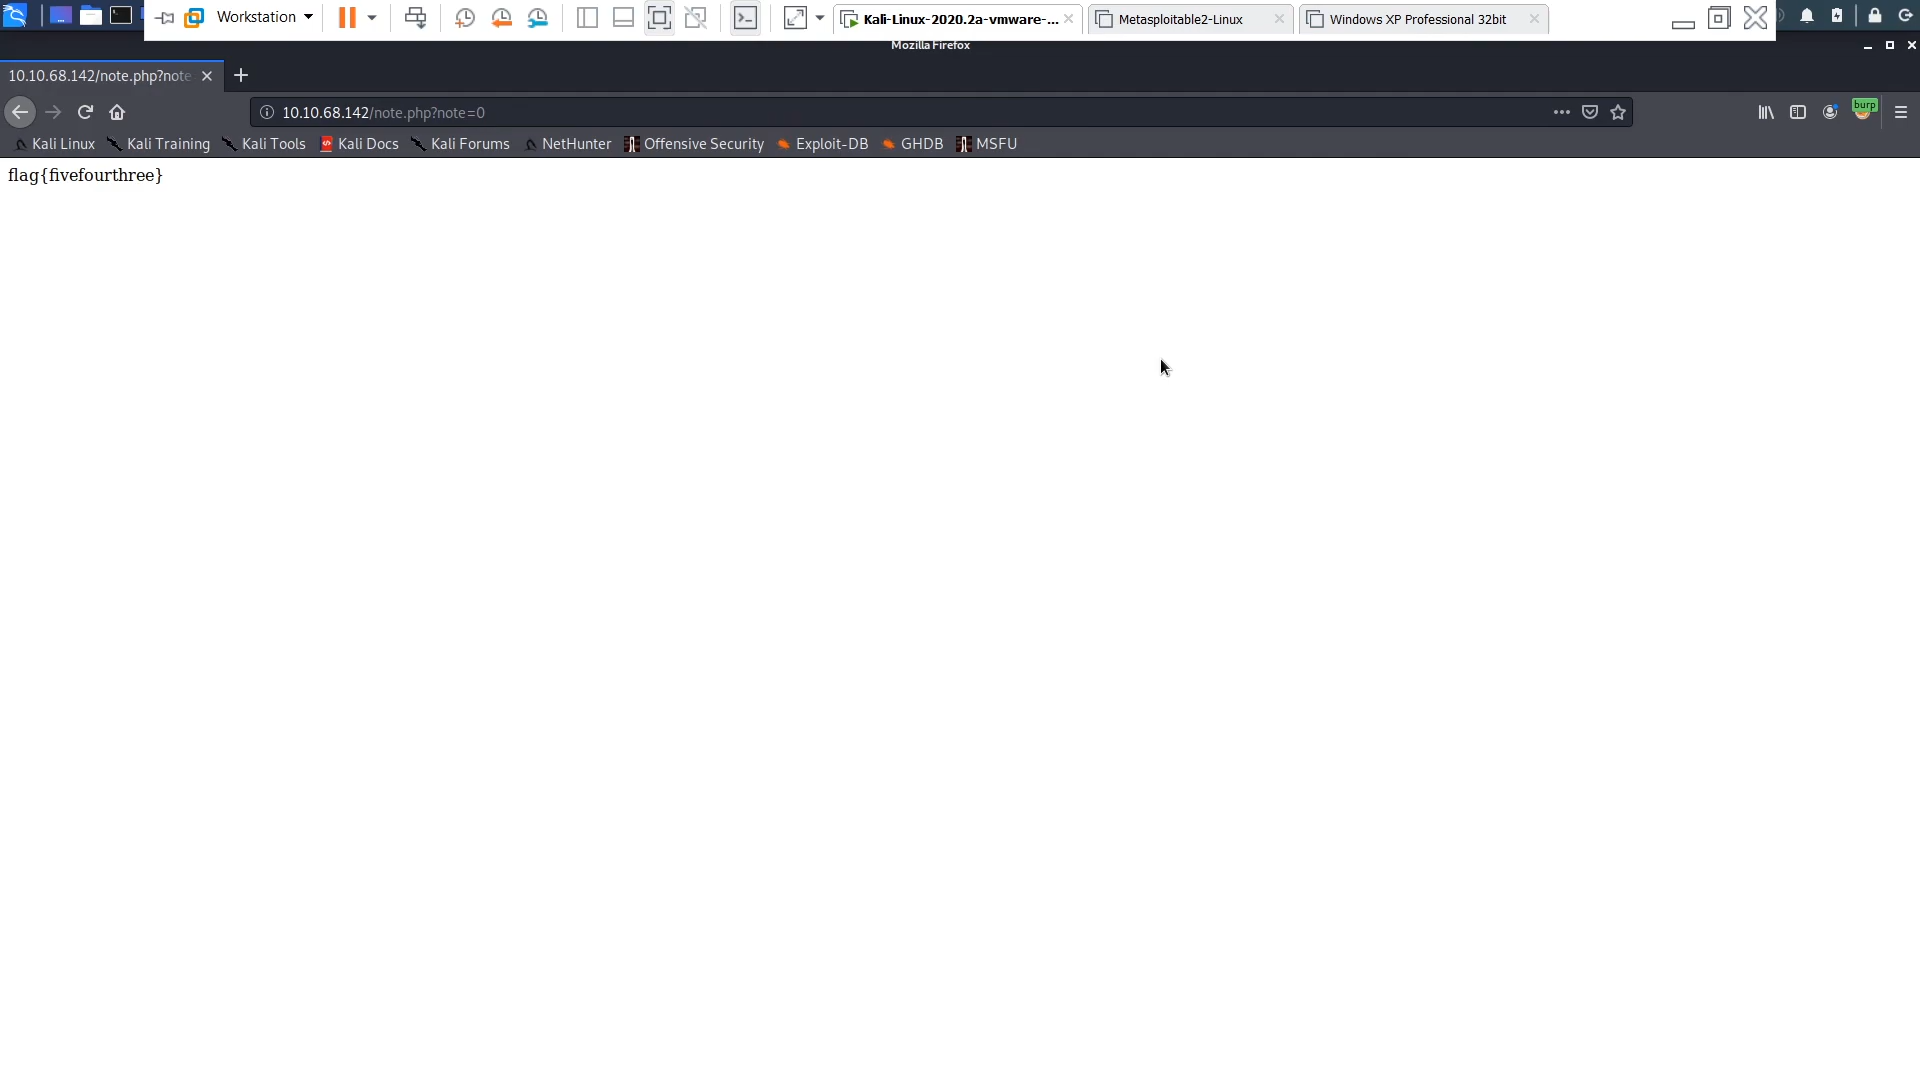 Workstation
Kali-Linux-2020.2a-vmware-...
Metasploitable2-Linux
Windows XP Professional 32bit
Mozilla Firefox
10.10.68.142/note.php?note
10.10.68.142/note.php?note=0
burp
Kali Linux
Kali Training
Kali Tools
Kali Docs
Kali Forums
NetHunter
Offensive Security
Exploit-DB
GHDB
MSFU
flag{fivefourthree}